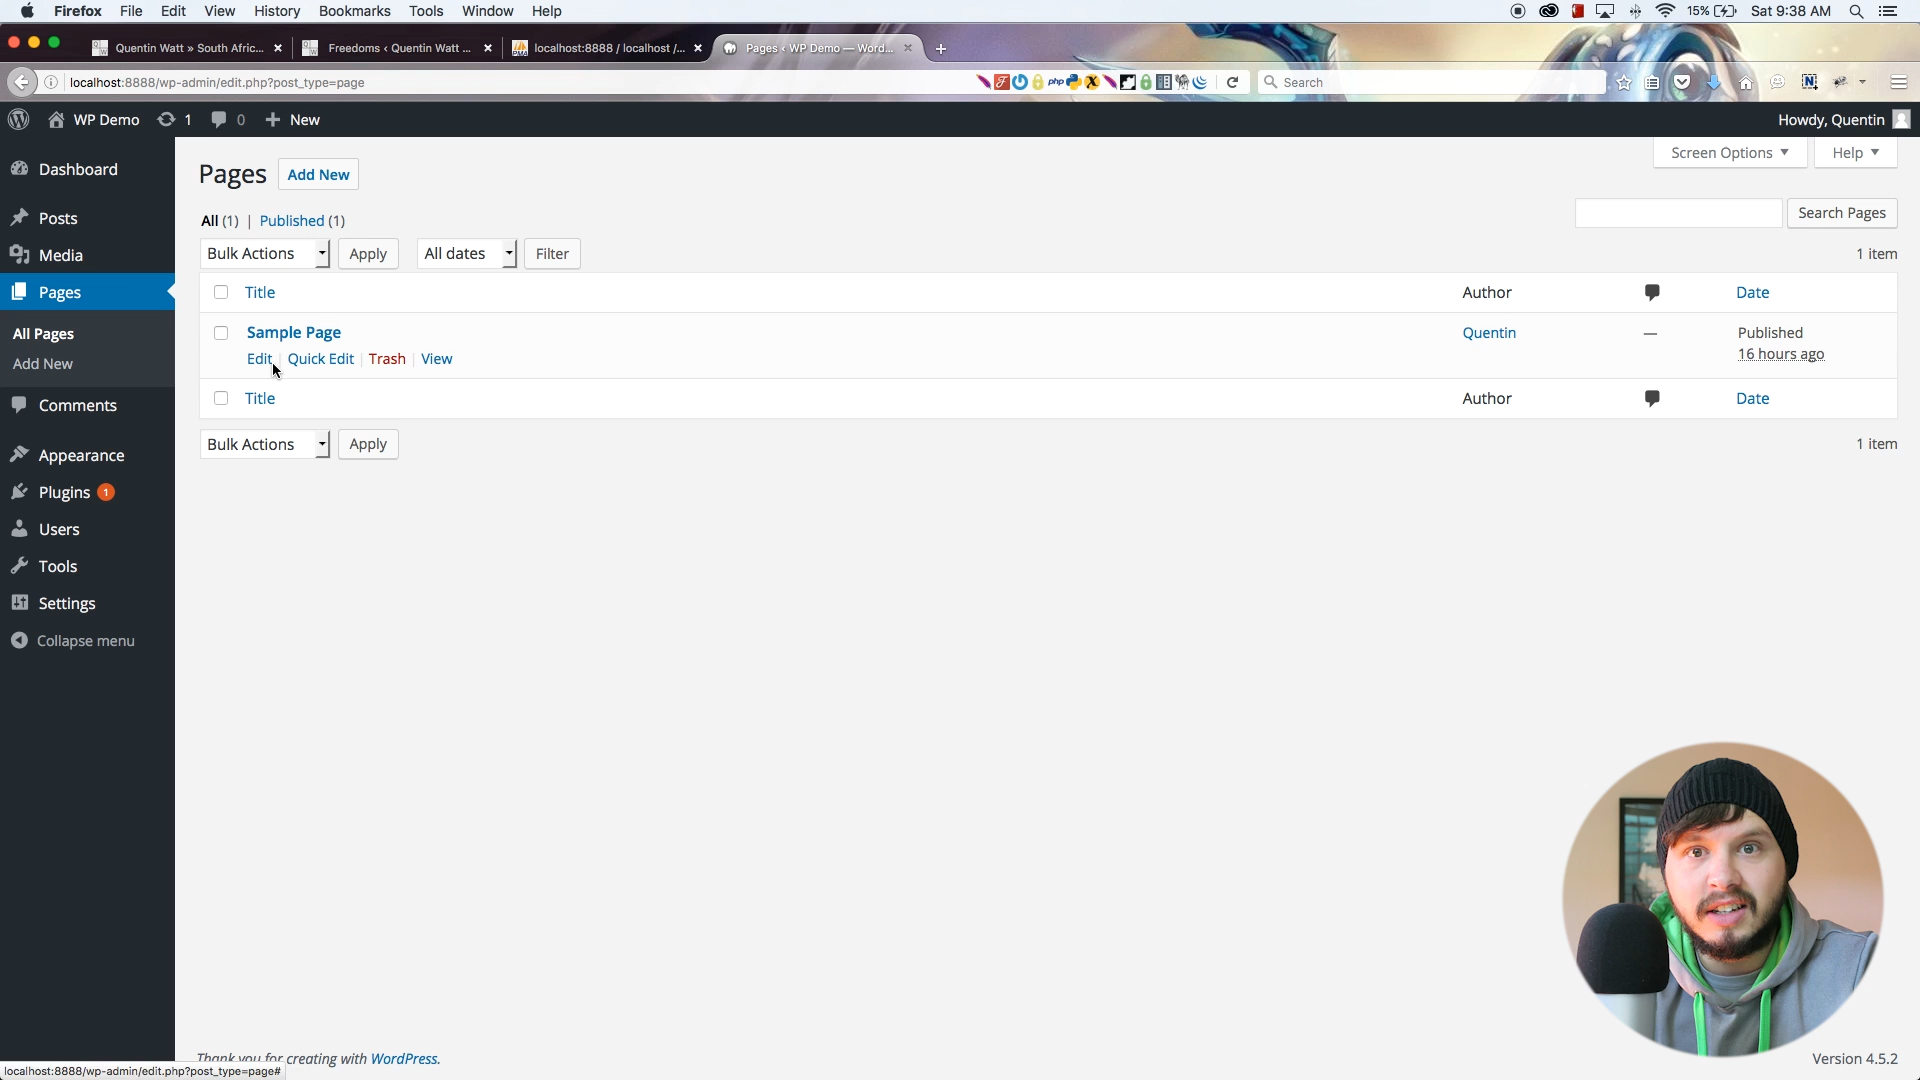 Firefox File Edit View History Bookmarks Tools Window Help 15% Sat 9:38 AM
Quentin Watt » South Afric... Freedoms ‹ Quentin Watt ... localhost:8888 / localhost /... Pages ‹ WP Demo — Word...
localhost:8888/wp-admin/edit.php?post_type=page php Search
WP Demo 1 0 New Howdy, Quentin
Screen Options Help
Dashboard
Posts
Media
Pages
All Pages
Add New
Comments
Appearance
Plugins 1
Users
Tools
Settings
Collapse menu
Pages Add New
All (1) | Published (1)
Search Pages
Bulk Actions Apply All dates Filter 1 item
Title Author Date
Sample Page Quentin — Published
Edit | Quick Edit | Trash | View 16 hours ago
Title Author Date
Bulk Actions Apply 1 item
Thank you for creating with WordPress. Version 4.5.2
localhost:8888/wp-admin/edit.php?post_type=page#